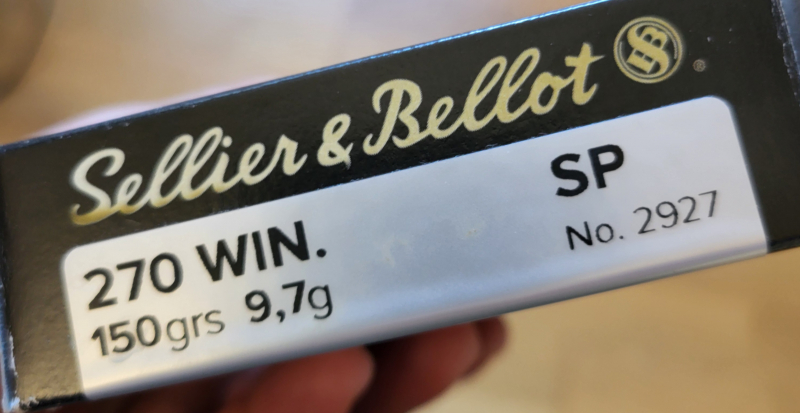 Sellier & Bellot
SP
270 WIN.
No. 2927
150grs 9,7g